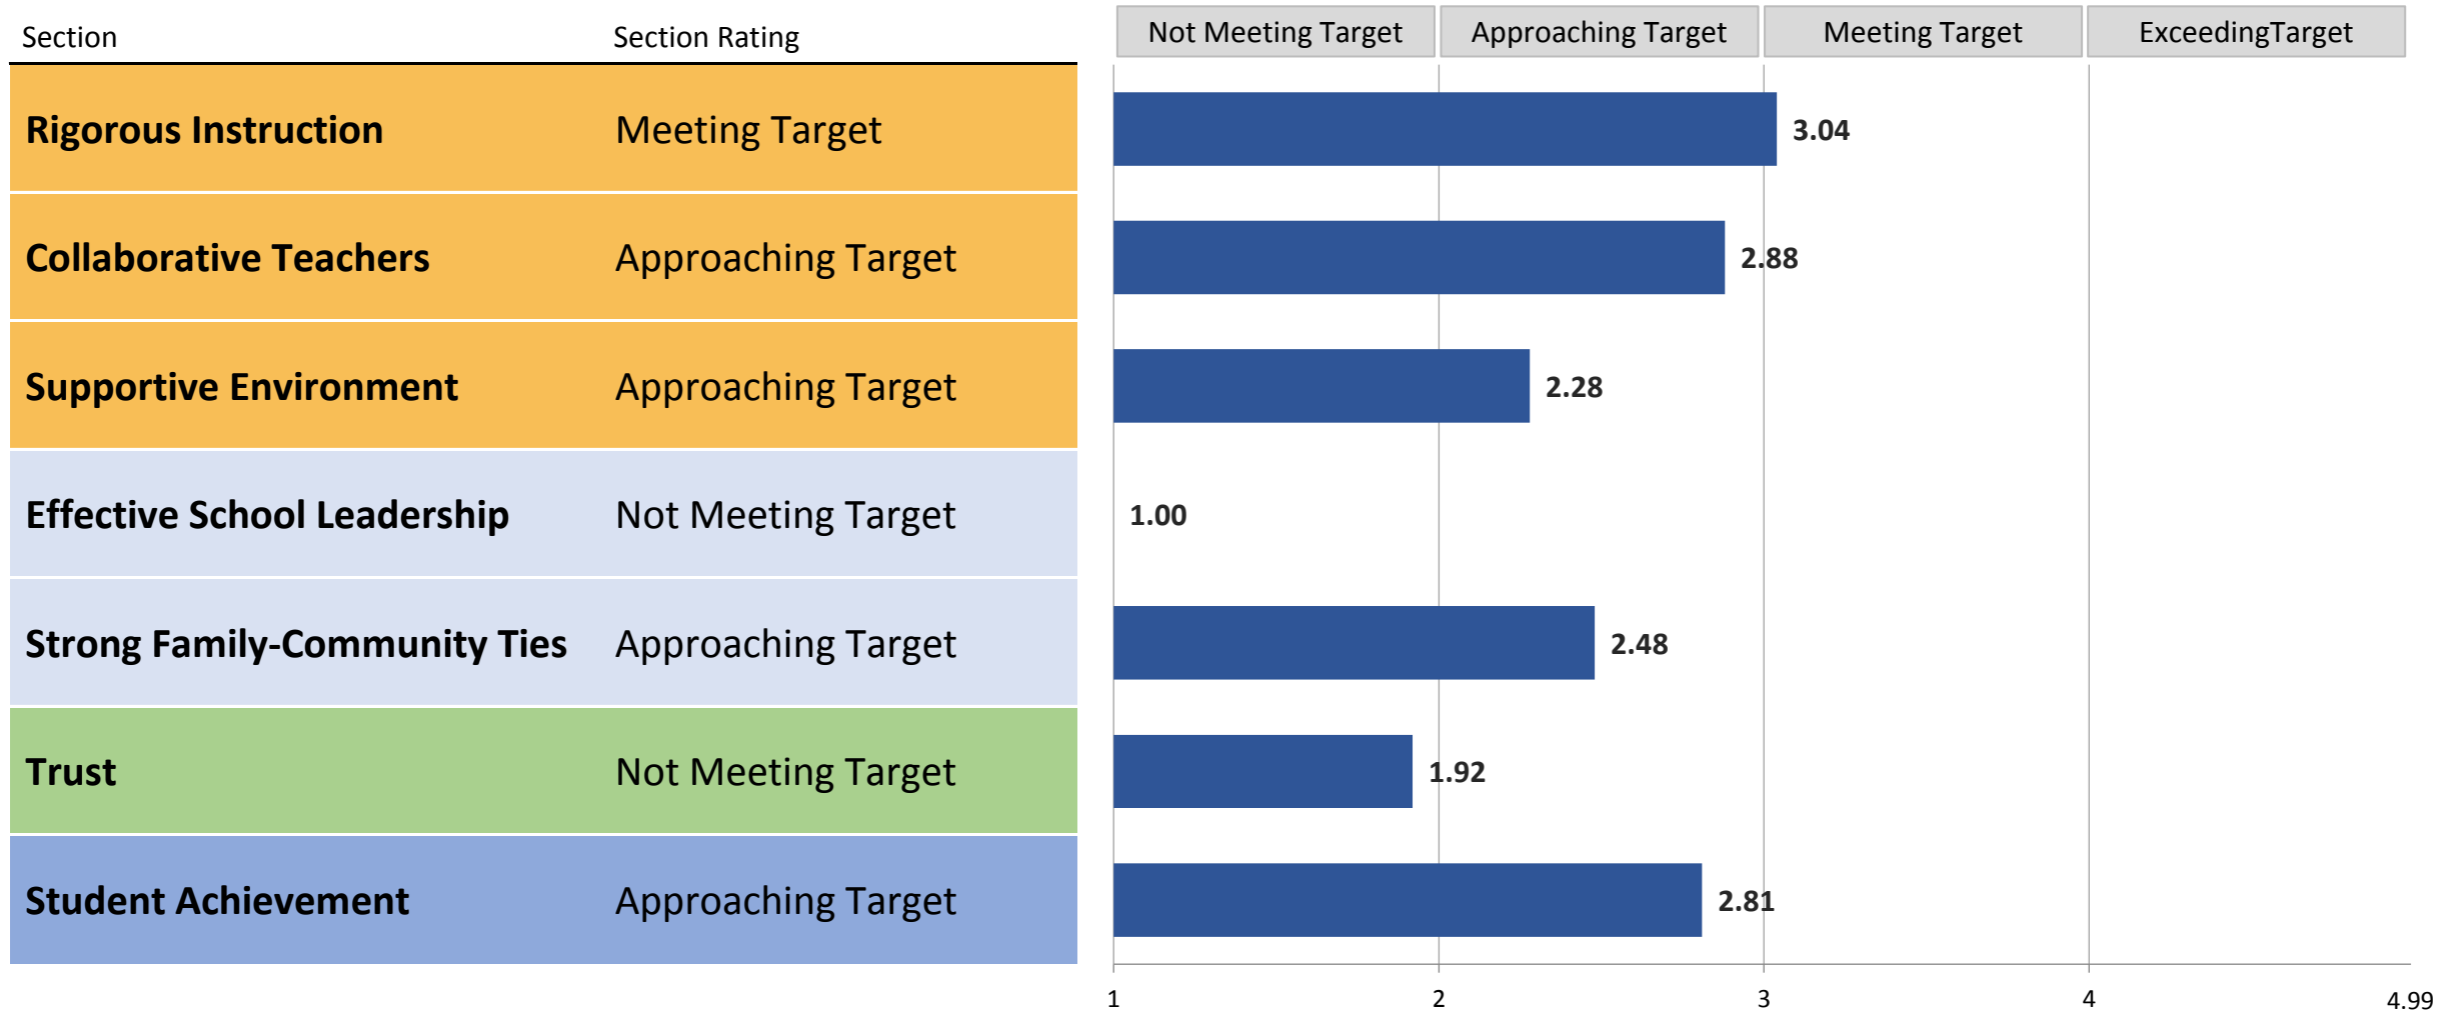 Section Section Rating Not Meeting Target Approaching Target Meeting Target ExceedingTarget
Rigorous Instruction Meeting Target 3.04
Collaborative Teachers Approaching Target 2.88
Supportive Environment Approaching Target 2.28
Effective School Leadership Not Meeting Target 1.00
Strong Family-Community Ties Approaching Target 2.48
Trust Not Meeting Target 1.92
Student Achievement Approaching Target 2.81
1 2 3 4 4.99